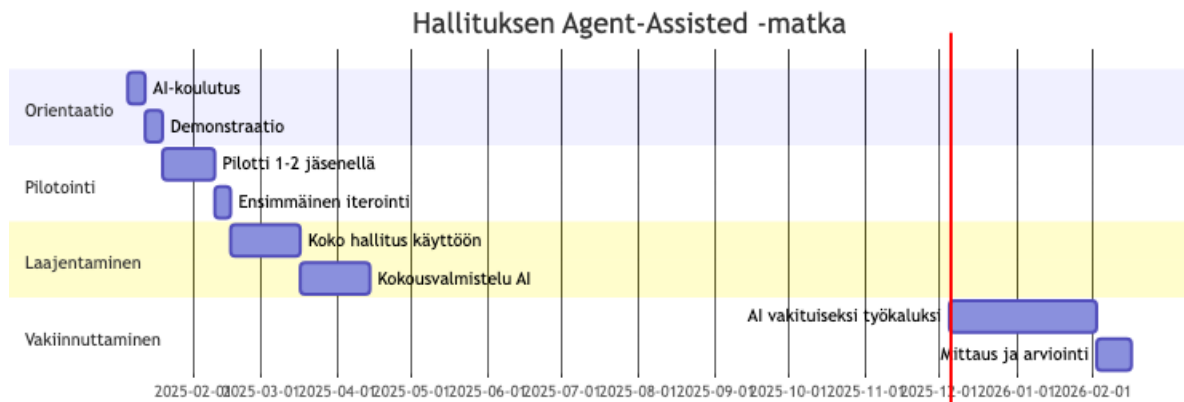 Hallituksen Agent-Assisted -matka
Orientaatio
AI-koulutus
Demonstraatio
Pilotointi
Pilotti 1-2 jäsenellä
Ensimmäinen iterointi
Laajentaminen
Koko hallitus käyttöön
Kokousvalmistelu AI
Vakiinnuttaminen
AI vakituiseksi työkaluksi
Mittaus ja arviointi
2025-02-01 2025-03-01 2025-04-01 2025-05-01 2025-06-01 2025-07-01 2025-08-01 2025-09-01 2025-10-01 2025-11-01 2025-12-01 2026-01-01 2026-02-01